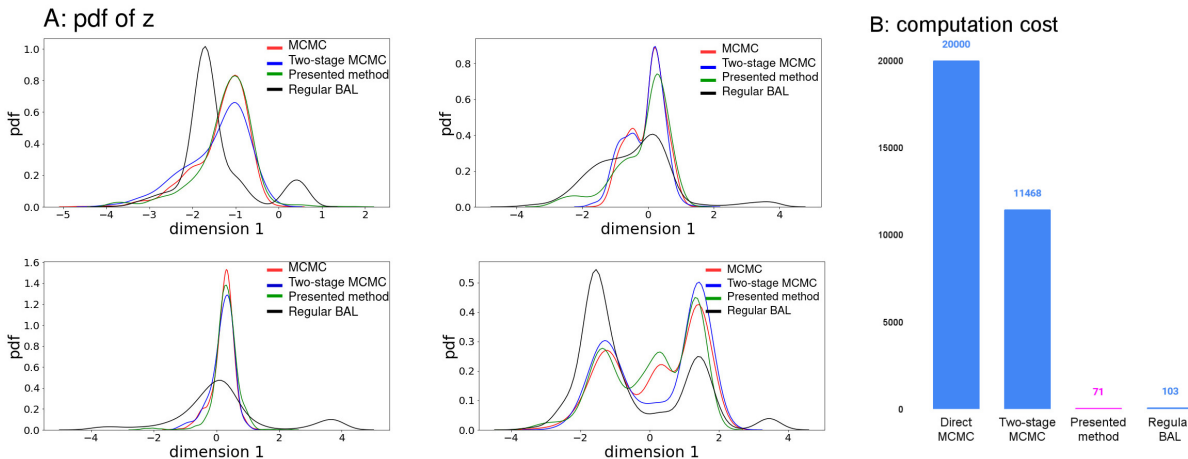 A: pdf of z
1.0
0.8
0.6
0.4
0.2
0.0
pdf
MCMC
Two-stage MCMC
Presented method
Regular BAL
−5 −4 −3 −2 −1 0 1 2
dimension 1
0.8
0.6
0.4
0.2
0.0
pdf
MCMC
Two-stage MCMC
Presented method
Regular BAL
−4 −2 0 2 4
dimension 1
1.6
1.4
1.2
1.0
0.8
0.6
0.4
0.2
0.0
pdf
MCMC
Two-stage MCMC
Presented method
Regular BAL
−4 −2 0 2 4
dimension 1
0.5
0.4
0.3
0.2
0.1
0.0
pdf
MCMC
Two-stage MCMC
Presented method
Regular BAL
−4 −2 0 2 4
dimension 1
B: computation cost
20000
15000
10000
5000
0
20000
11468
71
103
Direct
MCMC
Two-stage
MCMC
Presented
method
Regula
BAL